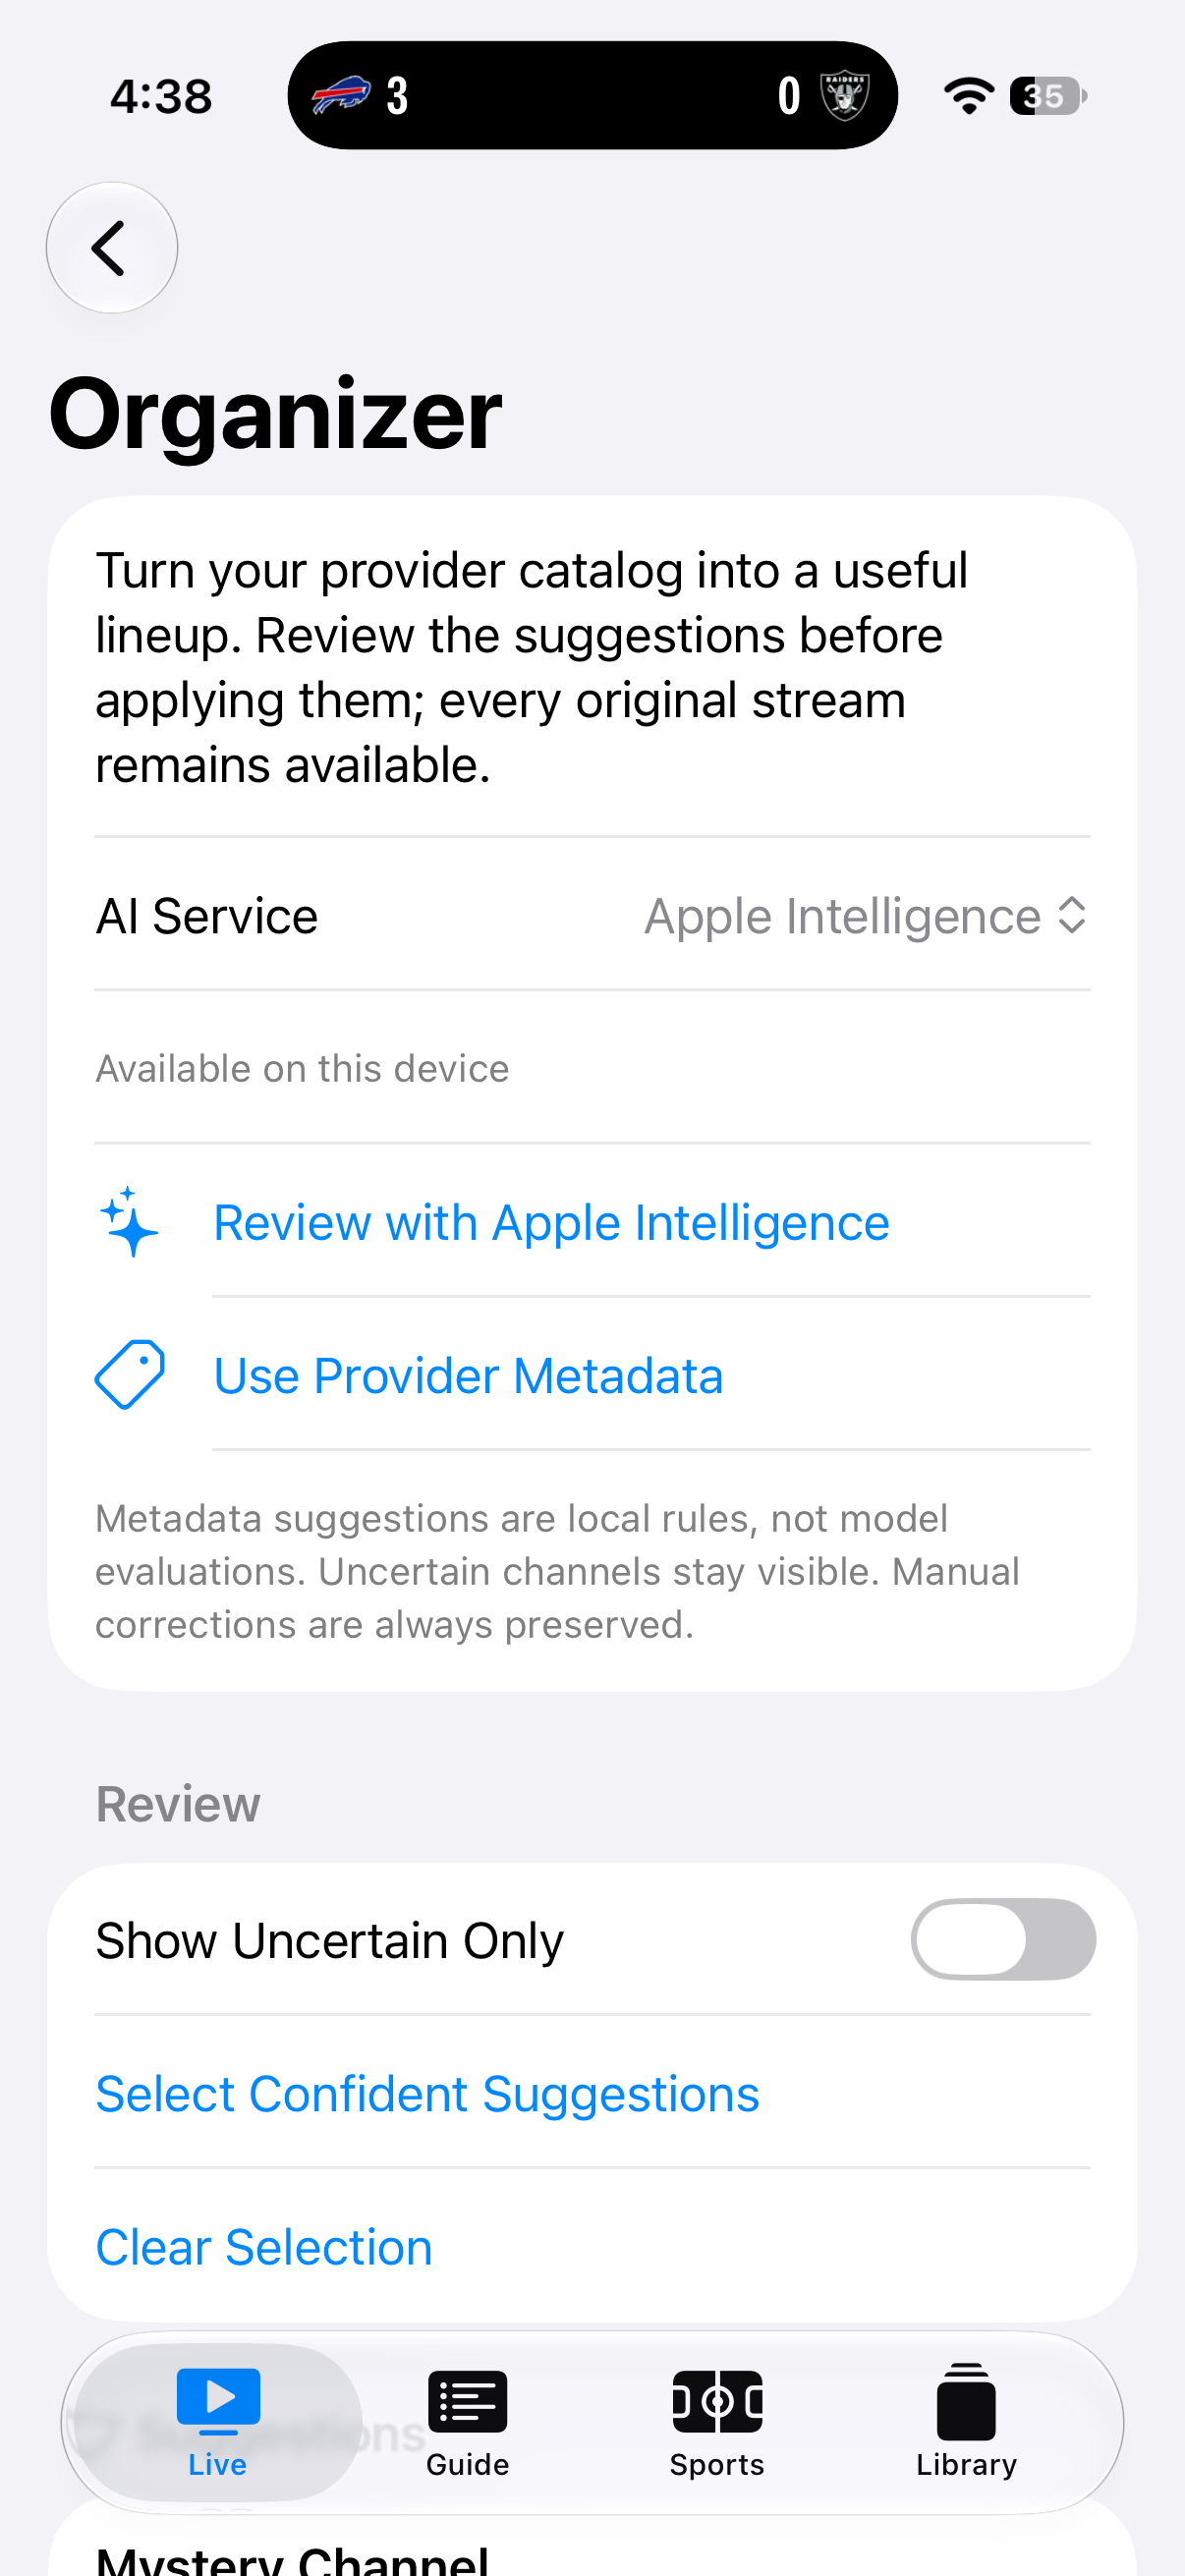 4:38
3
0
RAIDERS
35
Organizer
Turn your provider catalog into a useful
lineup. Review the suggestions before
applying them; every original stream
remains available.
AI Service
Apple Intelligence
Available on this device
Review with Apple Intelligence
Use Provider Metadata
Metadata suggestions are local rules, not model
evaluations. Uncertain channels stay visible. Manual
corrections are always preserved.
Review
Show Uncertain Only
Select Confident Suggestions
Clear Selection
Suggestions
Live
Guide
Sports
Library
Mystery Channel